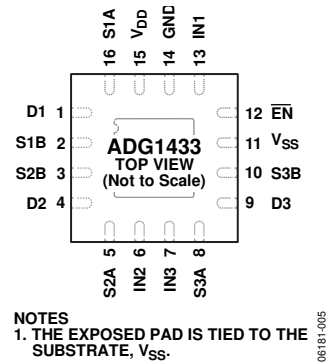 16 S1A
15 VDD
14 GND
13 IN1
D1 1
S1B 2
S2B 3
D2 4
ADG1433
TOP VIEW
(Not to Scale)
12 EN
11 VSS
10 S3B
9 D3
S2A 5
IN2 6
IN3 7
S3A 8
NOTES
1. THE EXPOSED PAD IS TIED TO THE
SUBSTRATE, VSS.
06181-005